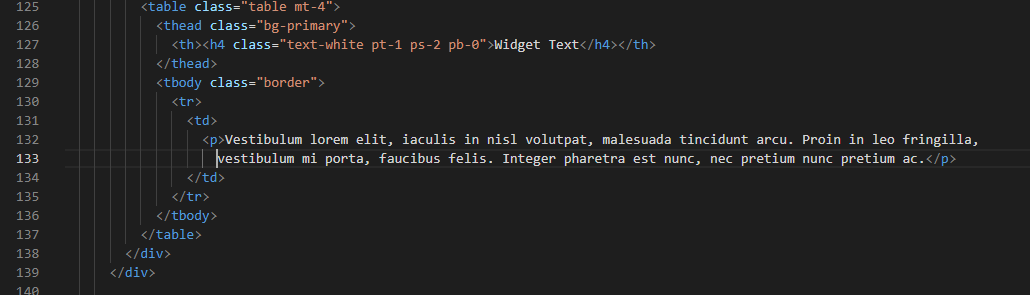 125 <table class="table mt-4">
126 <thead class="bg-primary">
127 <th><h4 class="text-white pt-1 ps-2 pb-0">Widget Text</h4></th>
128 </thead>
129 <tbody class="border">
130 <tr>
131 <td>
132 <p>Vestibulum lorem elit, iaculis in nisl volutpat, malesuada tincidunt arcu. Proin in leo fringilla,
133 vestibulum mi porta, faucibus felis. Integer pharetra est nunc, nec pretium nunc pretium ac.</p>
134 </td>
135 </tr>
136 </tbody>
137 </table>
138 </div>
139 </div>
140